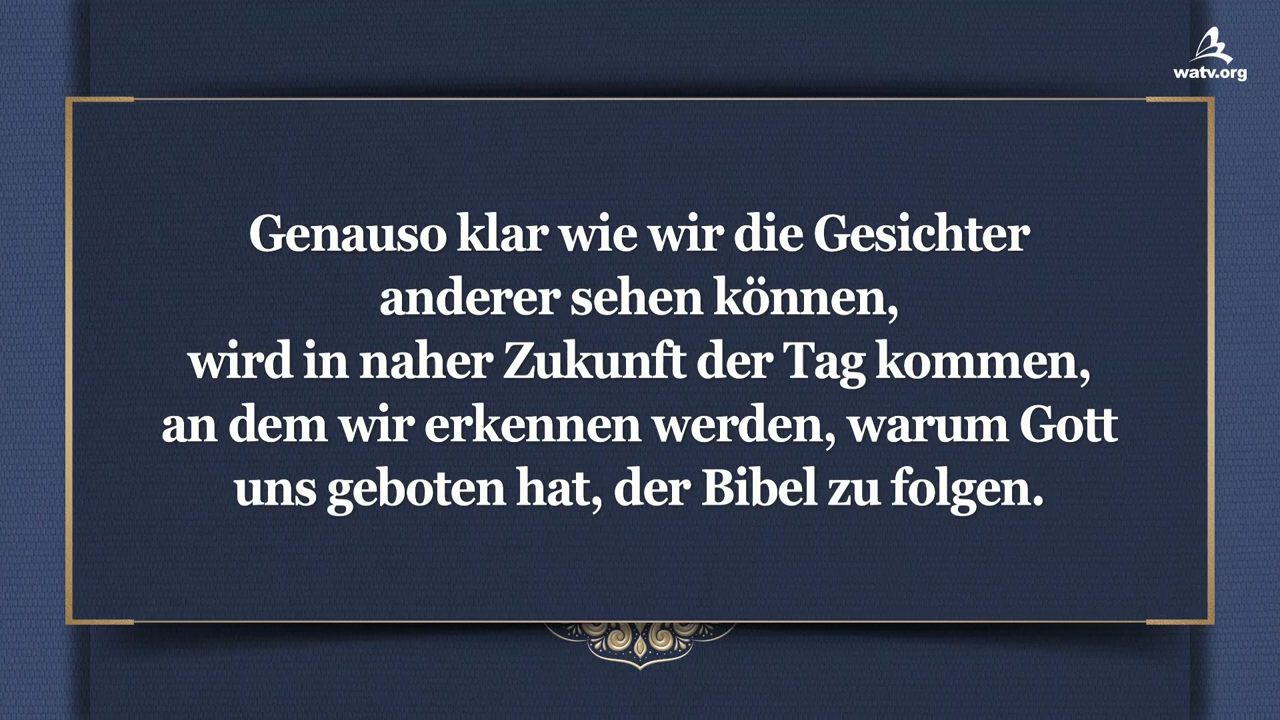 watv.org
Genauso klar wie wir die Gesichter
anderer sehen können,
wird in naher Zukunft der Tag kommen,
an dem wir erkennen werden, warum Gott
uns geboten hat, der Bibel zu folgen.